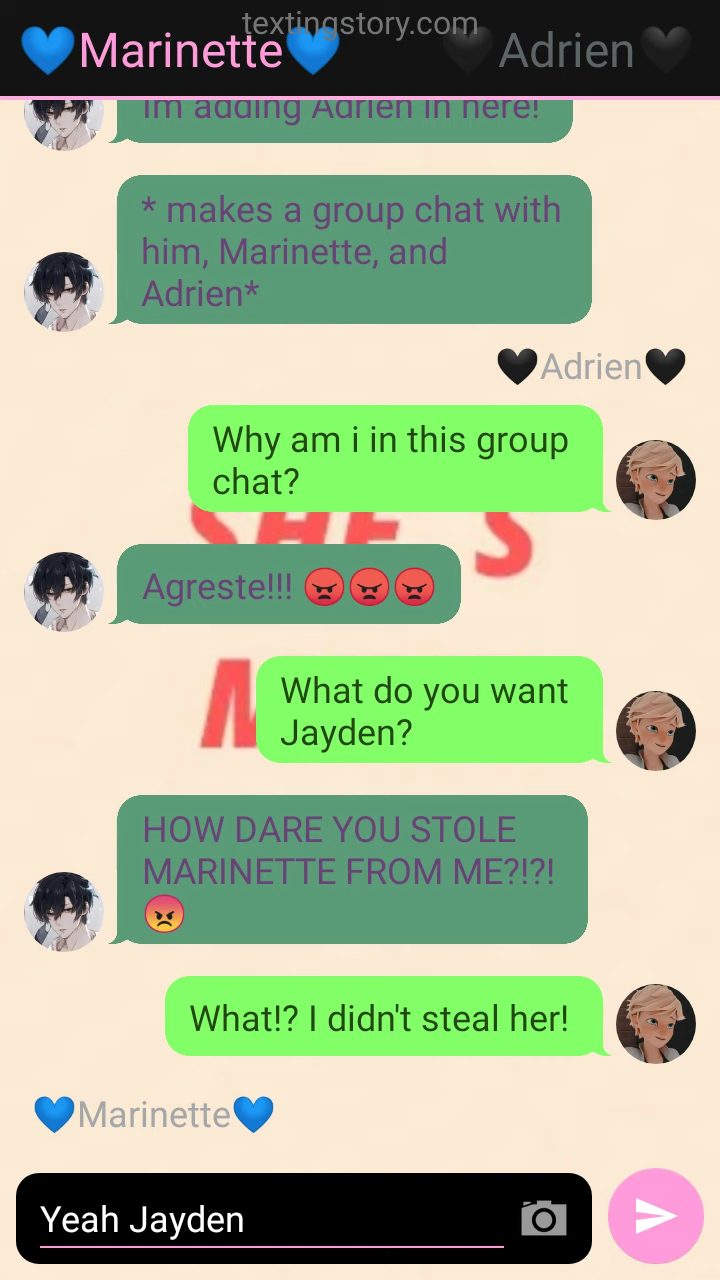 textingstory.com
💙Marinette💙
🖤Adrien🖤
Im adding Adrien in here!
* makes a group chat with
him, Marinette, and
Adrien*
🖤Adrien🖤
Why am i in this group
chat?
SHE'S
Agreste!!! 😡😡😡
M
What do you want
Jayden?
HOW DARE YOU STOLE
MARINETTE FROM ME?!?!
😡
What!? I didn't steal her!
💙Marinette💙
Yeah Jayden